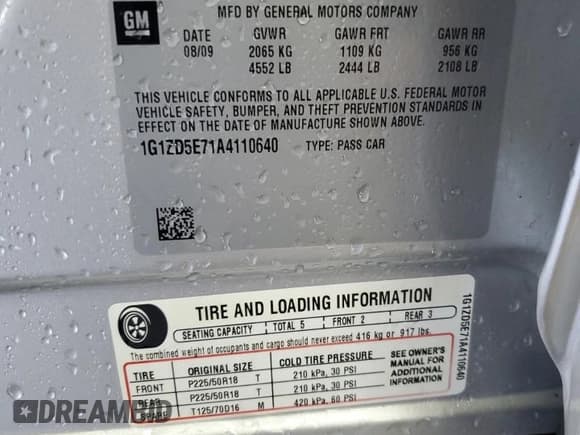 GM
MFD BY GENERAL MOTORS COMPANY
DATE GVWR GAWR FRT GAWR RR
08/09 2065 KG 1109 KG 956 KG
4552 LB 2444 LB 2108 LB
THIS VEHICLE CONFORMS TO ALL APPLICABLE U.S. FEDERAL MOTOR
VEHICLE SAFETY, BUMPER, AND THEFT PREVENTION STANDARDS IN
EFFECT ON THE DATE OF MANUFACTURE SHOWN ABOVE.
1G1ZD5E71A4110640 TYPE: PASS CAR
TIRE AND LOADING INFORMATION
SEATING CAPACITY TOTAL 5 FRONT 2 REAR 3
The combined weight of occupants and cargo should never exceed 416 kg or 917 lbs.
TIRE ORIGINAL SIZE COLD TIRE PRESSURE
FRONT P225/50R18 T 210 kPa, 30 PSI
REAR P225/50R18 T 210 kPa, 30 PSI
SPARE T125/70D16 M 420 kPa, 60 PSI
SEE OWNER'S
MANUAL FOR
ADDITIONAL
INFORMATION
1G1ZD5E71A4110640
DREAMBID